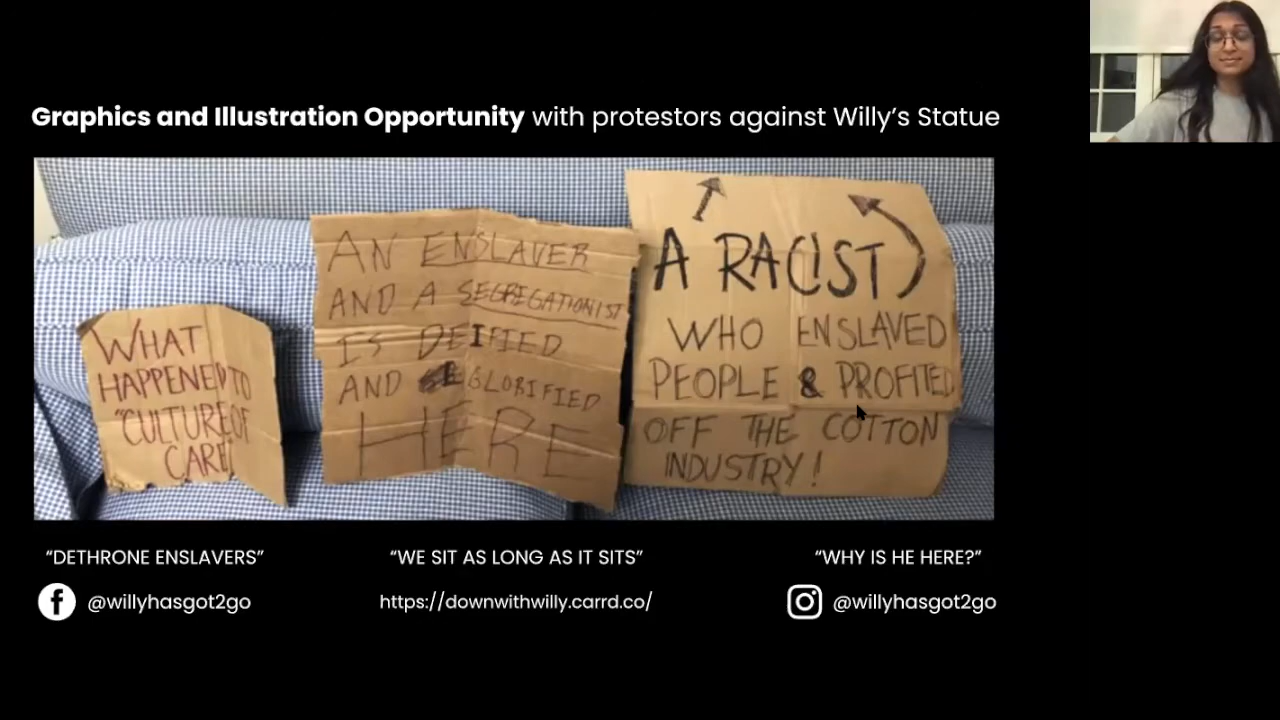 Graphics and Illustration Opportunity with protestors against Willy's Statue
WHAT
HAPPENED TO
"CULTURE OF
CARE
AN ENSLAVER
AND A SEGREGATIONIST
IS DEIFIED
AND GLORIFIED
HERE
A RACIST
WHO ENSLAVED
PEOPLE & PROFITED
OFF THE COTTON
INDUSTRY!
"DETHRONE ENSLAVERS"
"WE SIT AS LONG AS IT SITS"
"WHY IS HE HERE?"
@willyhasgot2go
https://downwithwilly.carrd.co/
@willyhasgot2go